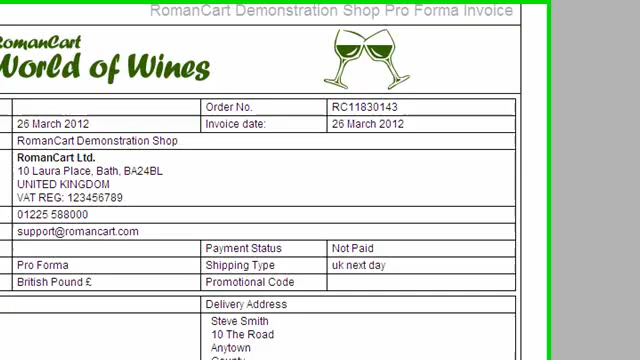 RomanCart Demonstration Shop Pro Forma Invoice
RomanCart
World of Wines
Order No. RC11830143
26 March 2012 Invoice date: 26 March 2012
RomanCart Demonstration Shop
RomanCart Ltd.
10 Laura Place, Bath, BA24BL
UNITED KINGDOM
VAT REG: 123456789
01225 588000
support@romancart.com
Payment Status Not Paid
Pro Forma Shipping Type uk next day
British Pound £ Promotional Code
Delivery Address
Steve Smith
10 The Road
Anytown
County